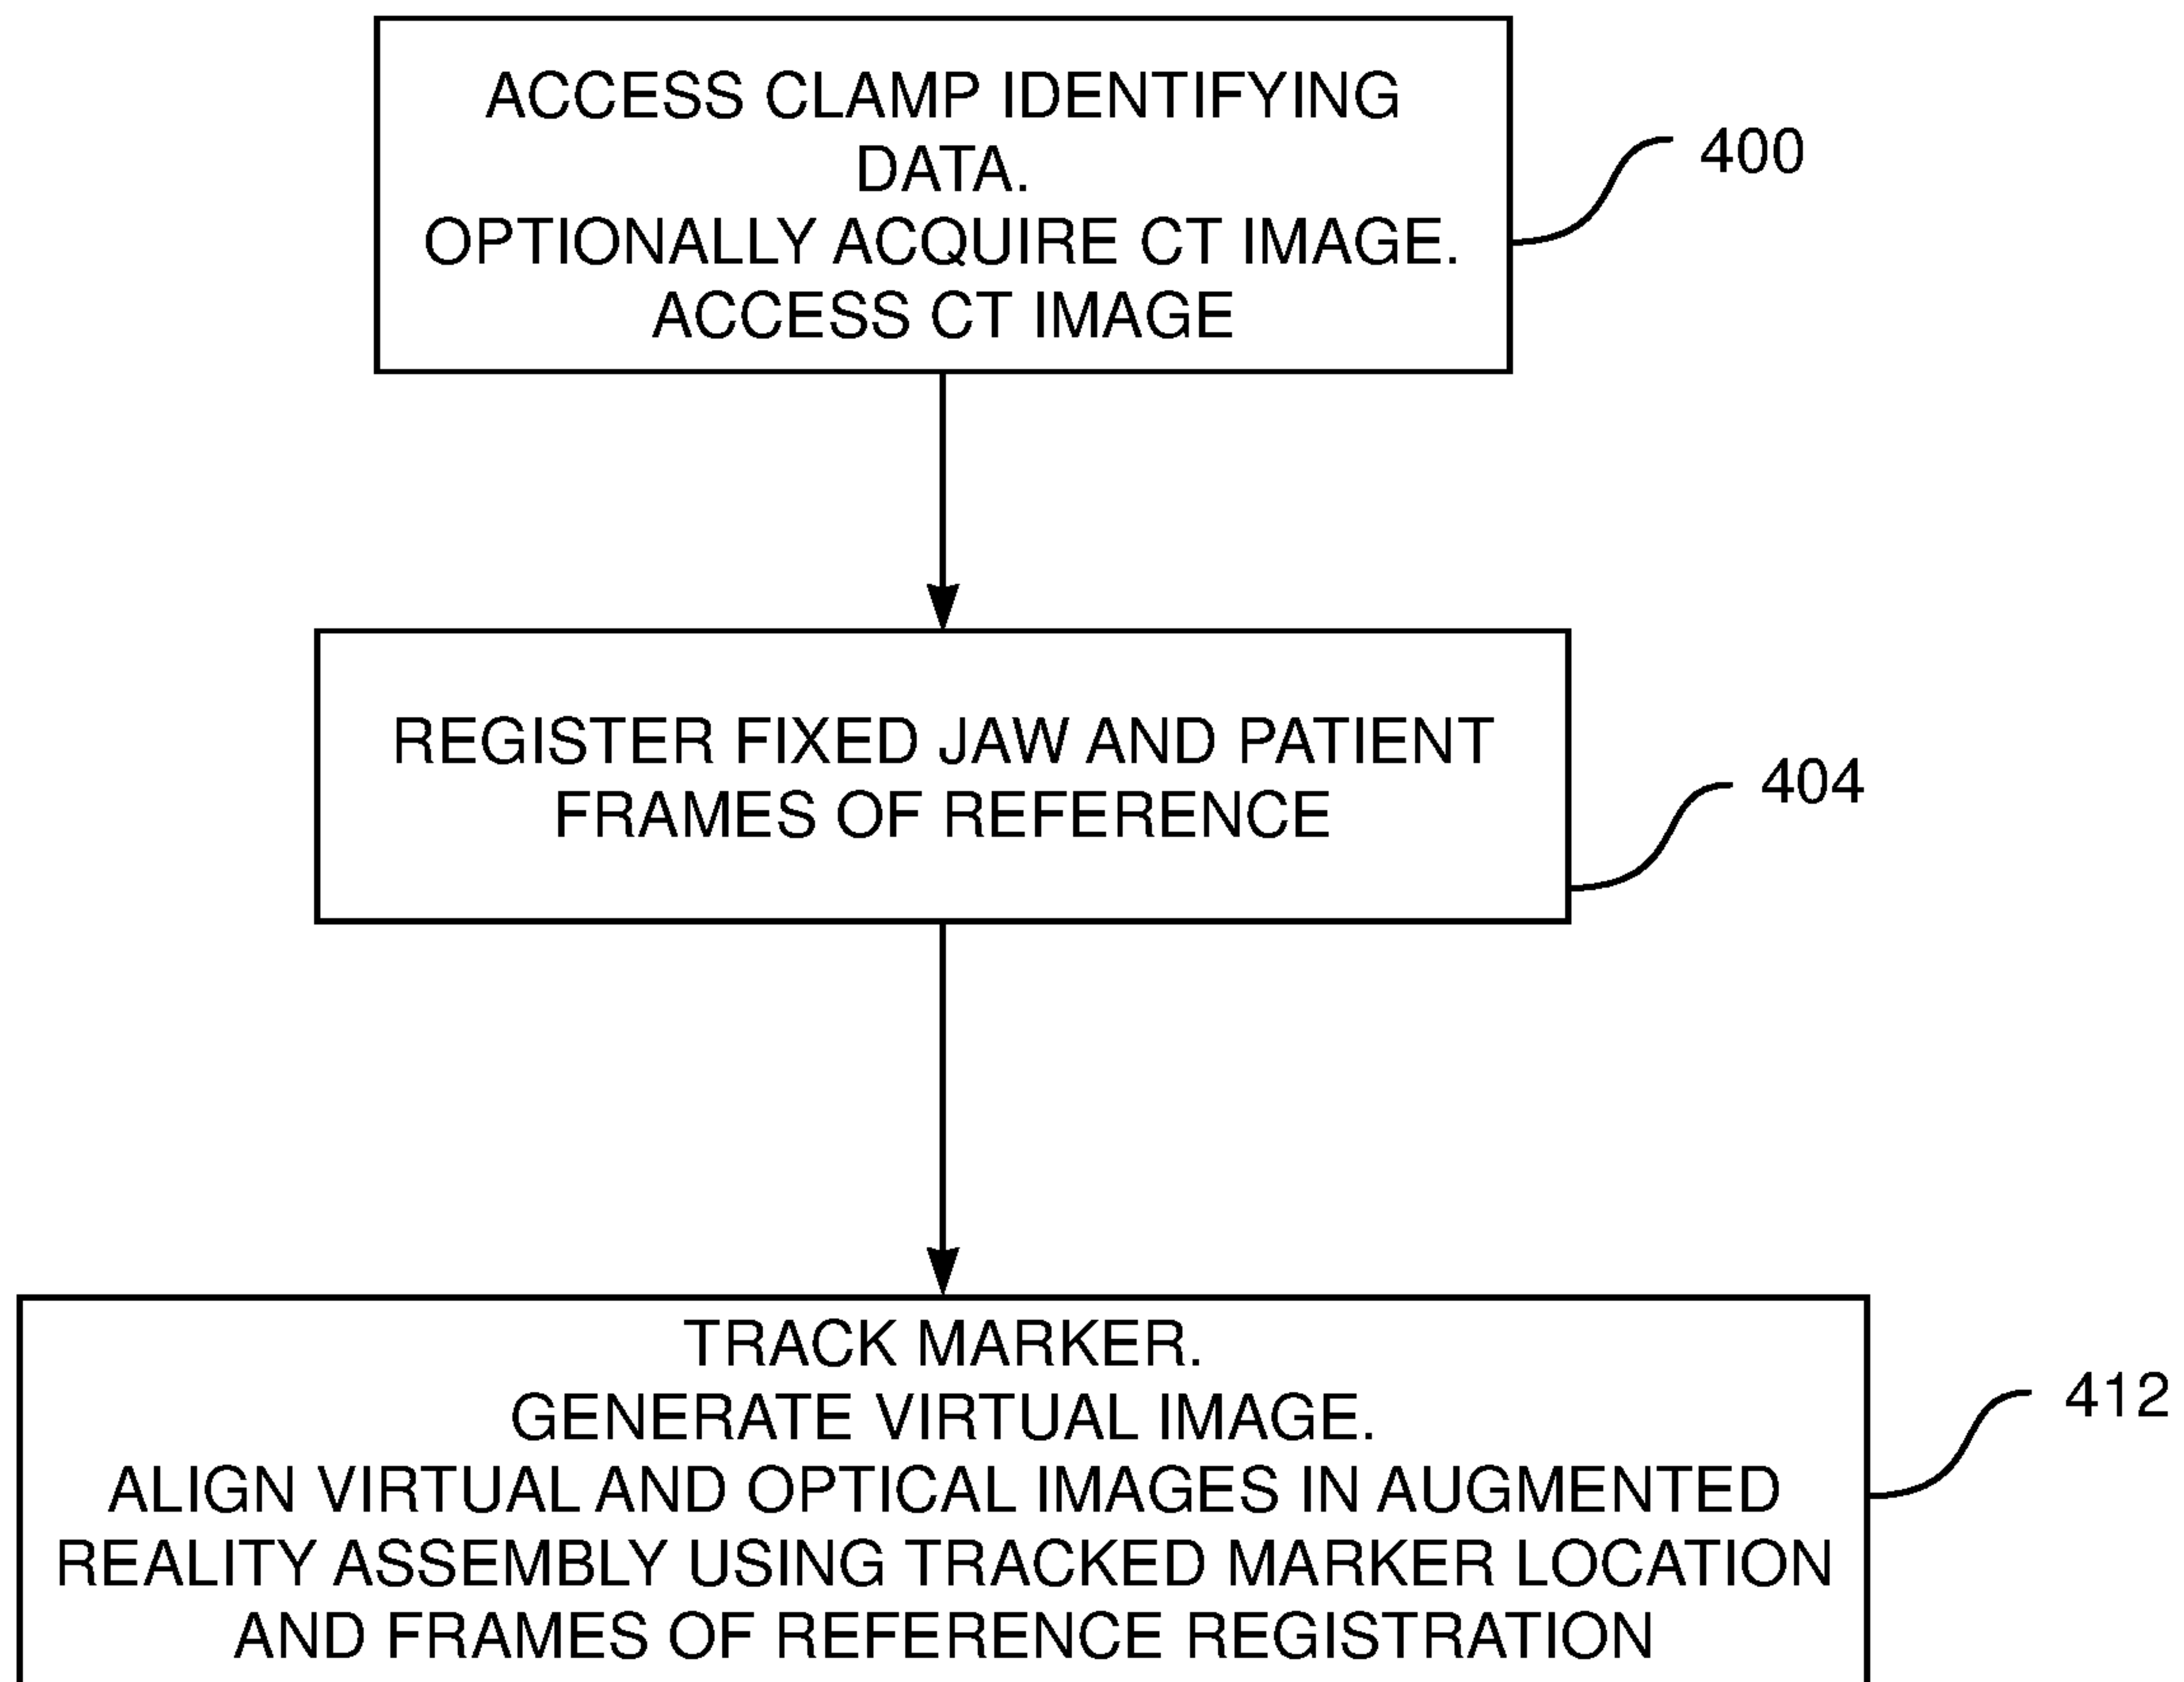 ACCESS CLAMP IDENTIFYING
DATA.
OPTIONALLY ACQUIRE CT IMAGE.
ACCESS CT IMAGE
400
REGISTER FIXED JAW AND PATIENT
FRAMES OF REFERENCE
404
TRACK MARKER.
GENERATE VIRTUAL IMAGE.
ALIGN VIRTUAL AND OPTICAL IMAGES IN AUGMENTED
REALITY ASSEMBLY USING TRACKED MARKER LOCATION
AND FRAMES OF REFERENCE REGISTRATION
412